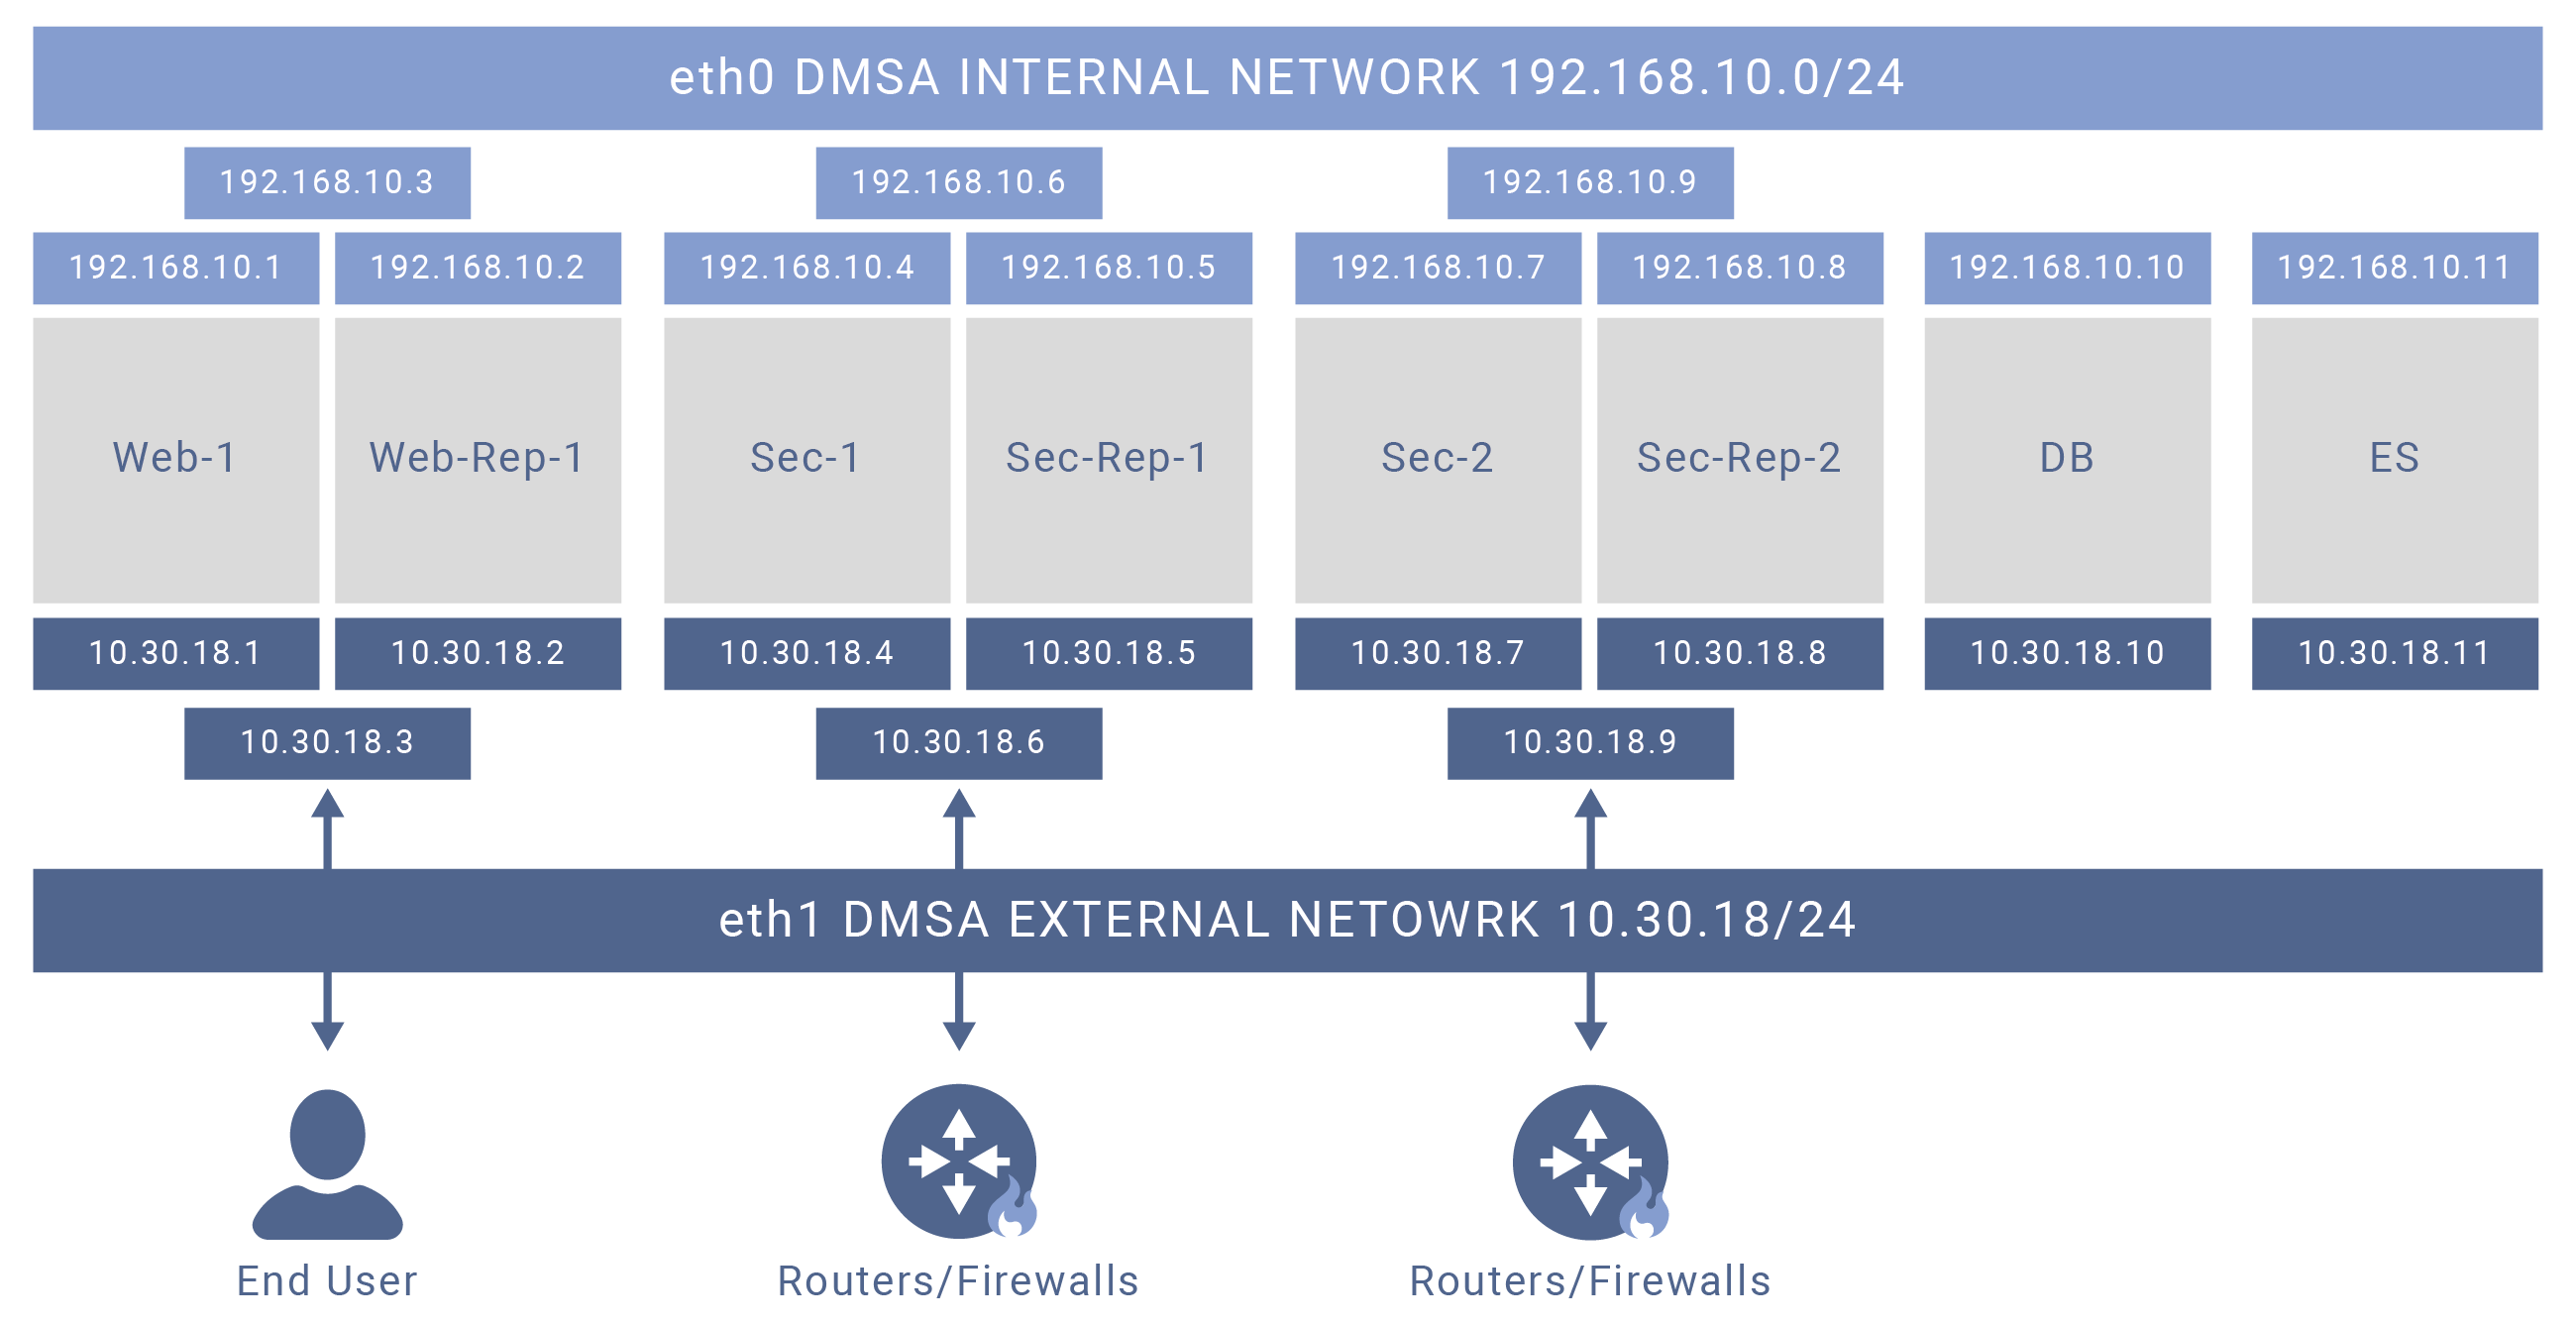 eth0 DMSA INTERNAL NETWORK 192.168.10.0/24
192.168.10.3
192.168.10.6
192.168.10.9
192.168.10.1
192.168.10.2
192.168.10.4
192.168.10.5
192.168.10.7
192.168.10.8
192.168.10.10
192.168.10.11
Web-1
Web-Rep-1
Sec-1
Sec-Rep-1
Sec-2
Sec-Rep-2
DB
ES
10.30.18.1
10.30.18.2
10.30.18.4
10.30.18.5
10.30.18.7
10.30.18.8
10.30.18.10
10.30.18.11
10.30.18.3
10.30.18.6
10.30.18.9
eth1 DMSA EXTERNAL NETOWRK 10.30.18/24
End User
Routers/Firewalls
Routers/Firewalls